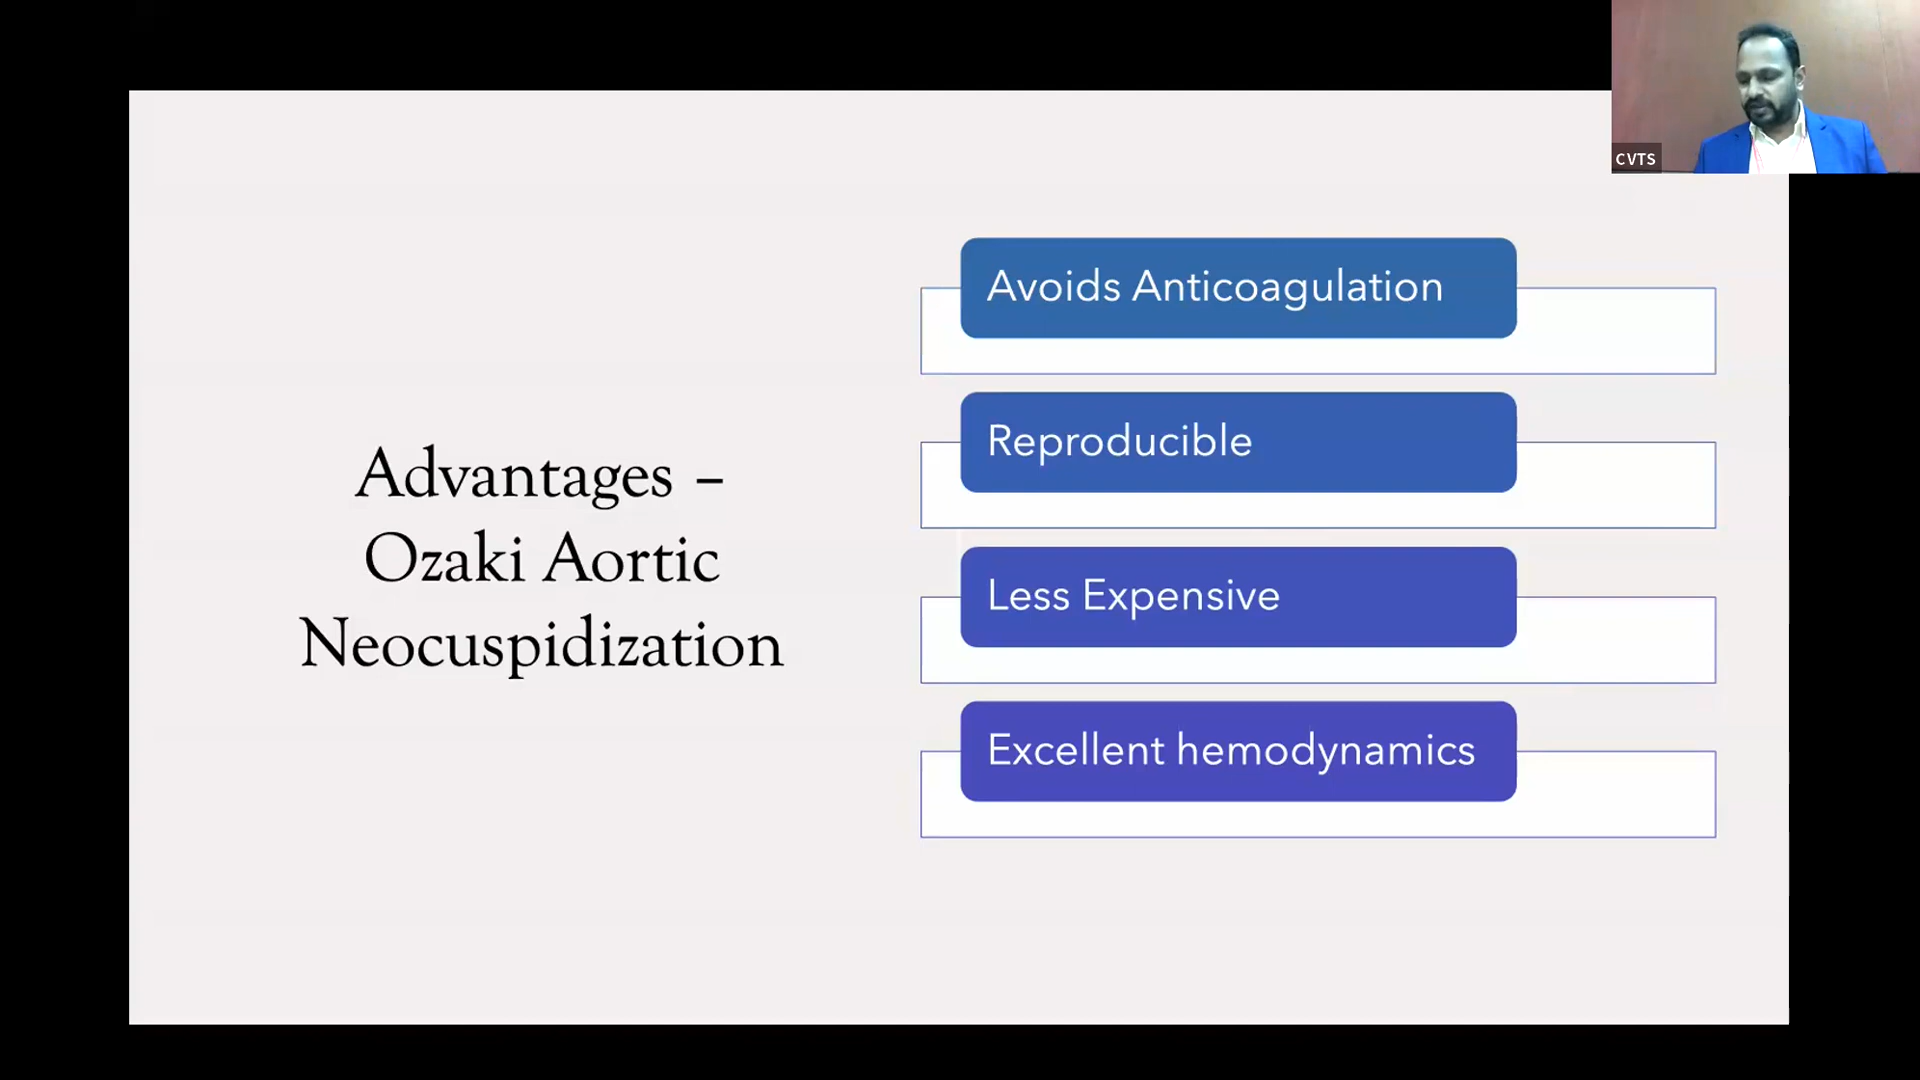 CVTS
Advantages –
Ozaki Aortic
Neocuspidization
Avoids Anticoagulation
Reproducible
Less Expensive
Excellent hemodynamics